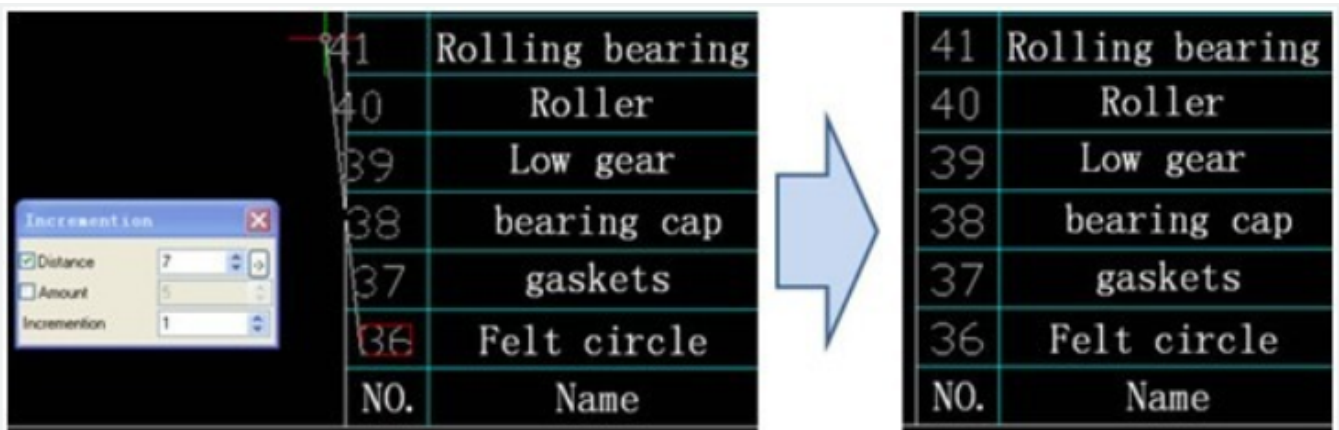 41 Rolling bearing
40 Roller
39 Low gear
38 bearing cap
37 gaskets
36 Felt circle
NO. Name
Incremention
Distance 7
Amount 5
Incremention 1
41 Rolling bearing
40 Roller
39 Low gear
38 bearing cap
37 gaskets
36 Felt circle
NO. Name